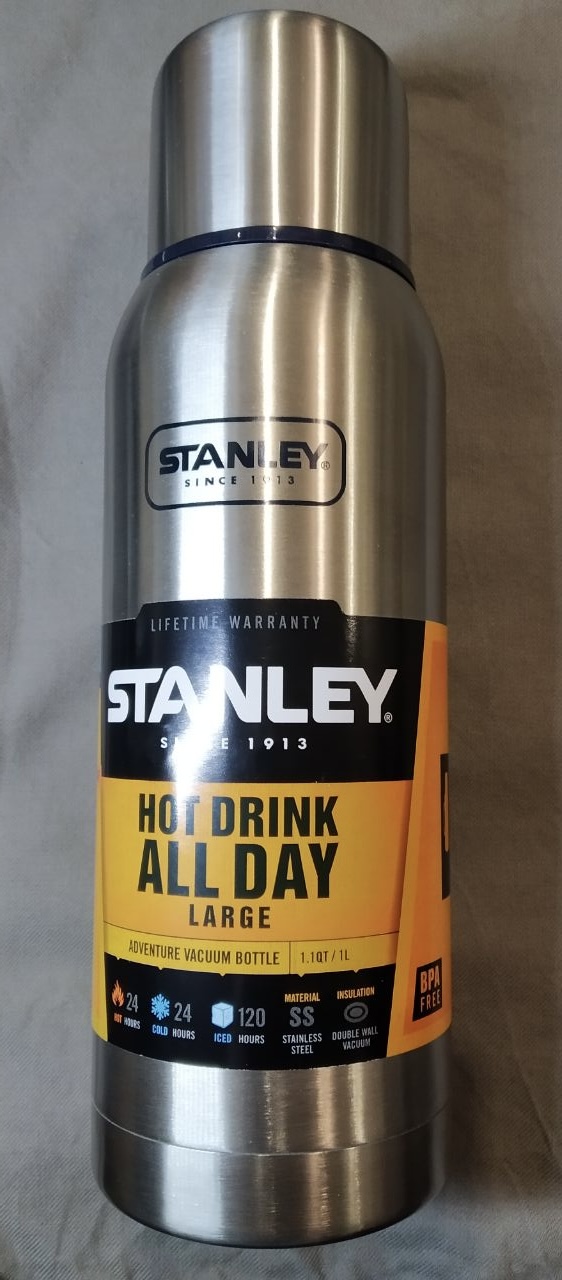 STANLEY®
SINCE 1913
LIFETIME WARRANTY
STANLEY®
SINCE 1913
HOT DRINK
ALL DAY
LARGE
ADVENTURE VACUUM BOTTLE 1.1QT / 1L
24
HOT HOURS
24
COLD HOURS
120
ICED HOURS
MATERIAL
SS
STAINLESS
STEEL
INSULATION
DOUBLE WALL
VACUUM
BPA
FREE